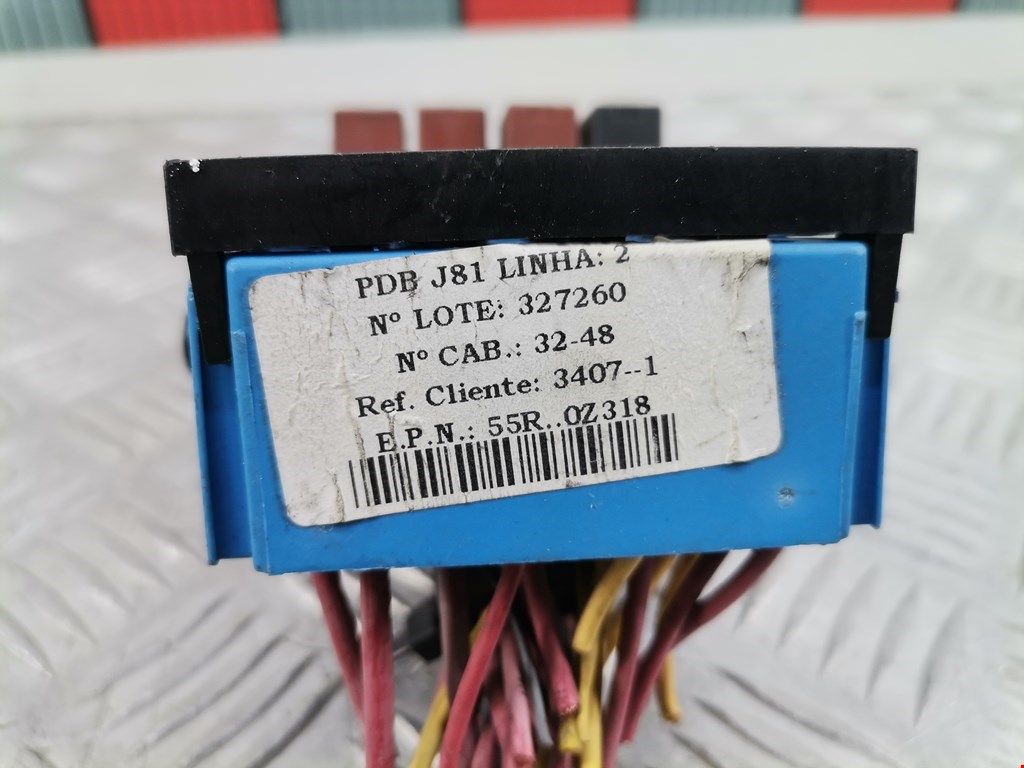 PDB J81 LINHA: 2
Nº LOTE: 327260
Nº CAB.: 32-48
Ref. Cliente: 3407--1
E.P.N.: 55R..0Z318